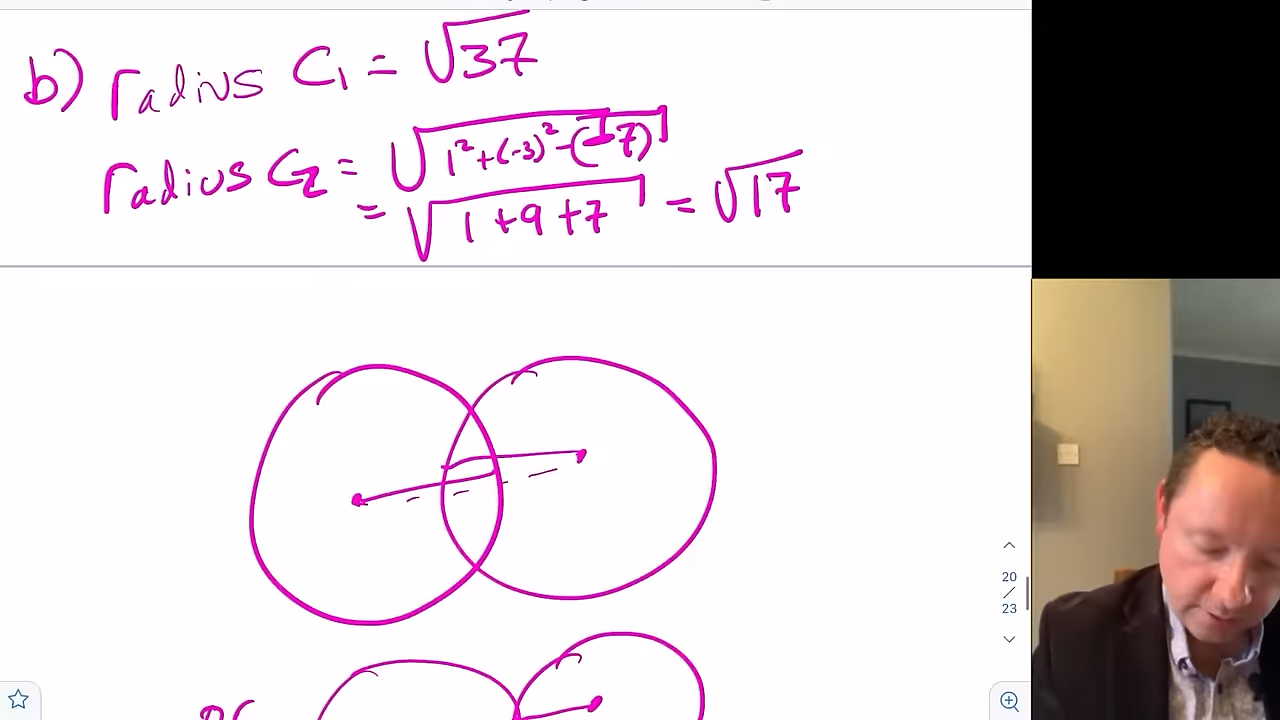 b) radius C₁ = √37
radius C₂ = √(1² + (-3)² - (-7))
= √(1 + 9 + 7) = √17
20
/
23